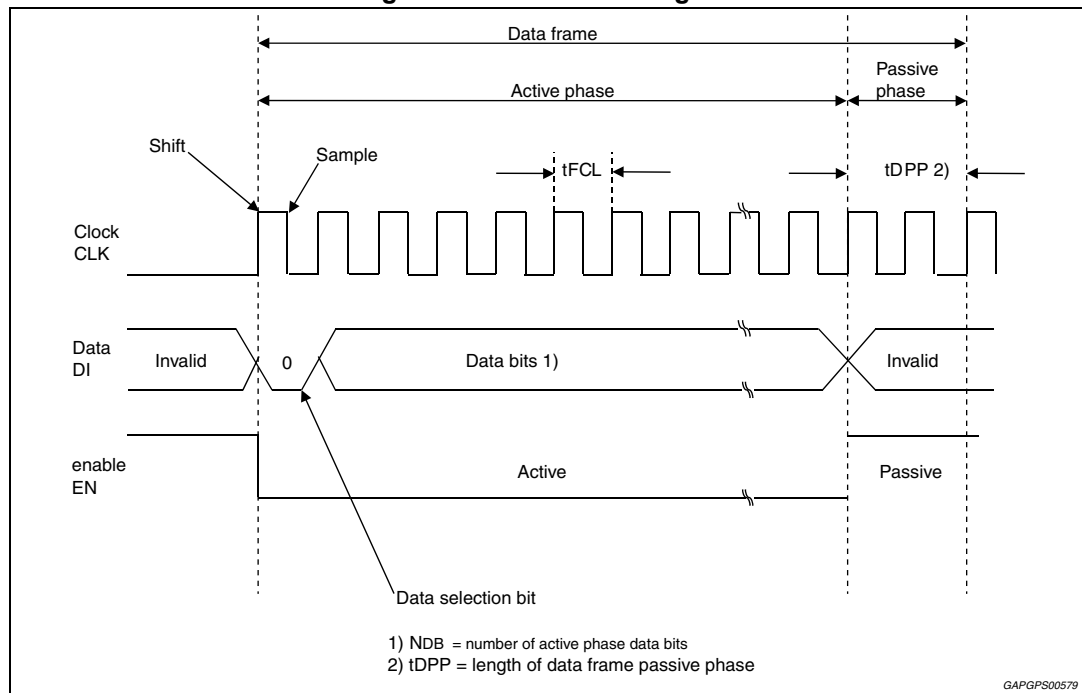 Data frame
Passive
phase
Active phase
Shift
Sample
tFCL
tDPP 2)
Clock
CLK
Data
DI
Invalid
0
Data bits 1)
Invalid
enable
EN
Active
Passive
Data selection bit
1) NDB = number of active phase data bits
2) tDPP = length of data frame passive phase
GAPGPS00579